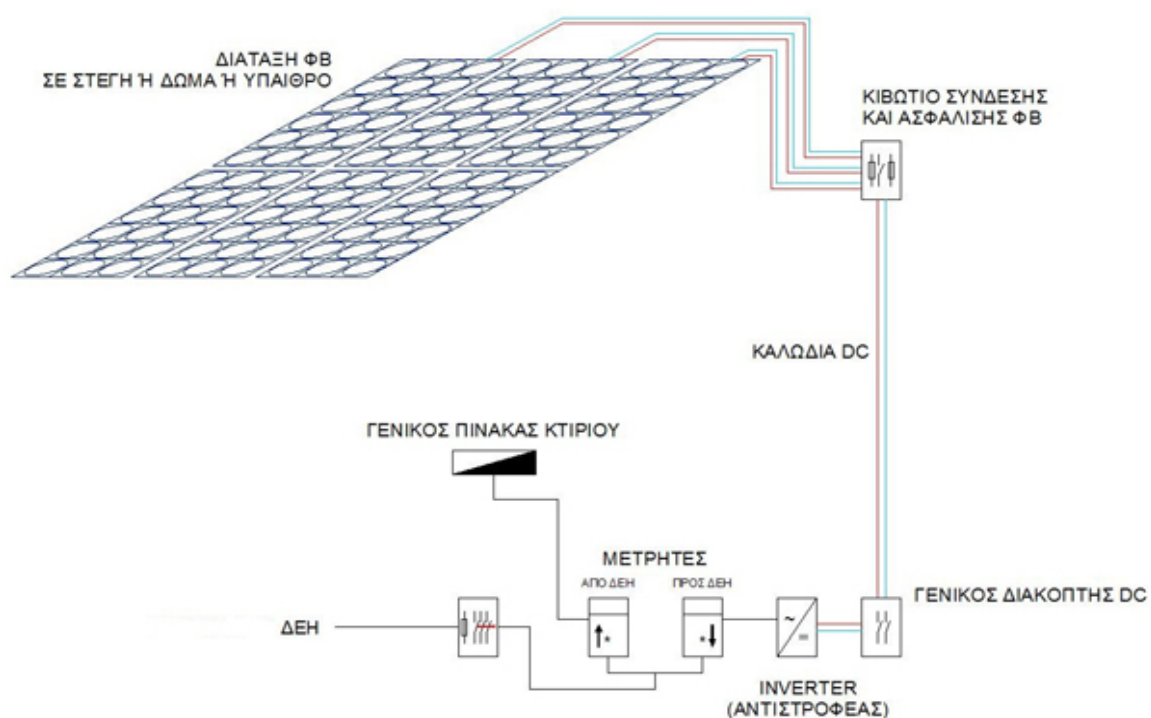 ΔΙΑΤΑΞΗ ΦΒ
ΣΕ ΣΤΕΓΗ Ή ΔΩΜΑ Ή ΥΠΑΙΘΡΟ
ΚΙΒΩΤΙΟ ΣΥΝΔΕΣΗΣ
ΚΑΙ ΑΣΦΑΛΙΣΗΣ ΦΒ
ΚΑΛΩΔΙΑ DC
ΓΕΝΙΚΟΣ ΠΙΝΑΚΑΣ ΚΤΙΡΙΟΥ
ΜΕΤΡΗΤΕΣ
ΑΠΟ ΔΕΗ
ΠΡΟΣ ΔΕΗ
ΓΕΝΙΚΟΣ ΔΙΑΚΟΠΤΗΣ DC
ΔΕΗ
INVERTER
(ΑΝΤΙΣΤΡΟΦΕΑΣ)